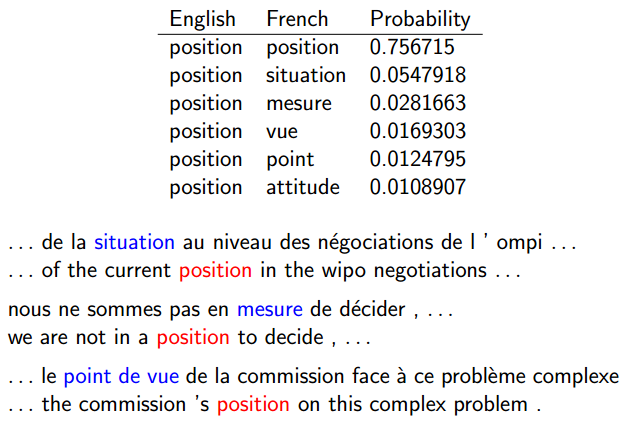 English French Probability
position position 0.756715
position situation 0.0547918
position mesure 0.0281663
position vue 0.0169303
position point 0.0124795
position attitude 0.0108907
. . . de la situation au niveau des négociations de l ’ ompi . . .
. . . of the current position in the wipo negotiations . . .
nous ne sommes pas en mesure de décider , . . .
we are not in a position to decide , . . .
. . . le point de vue de la commission face à ce problème complexe
. . . the commission ’s position on this complex problem .